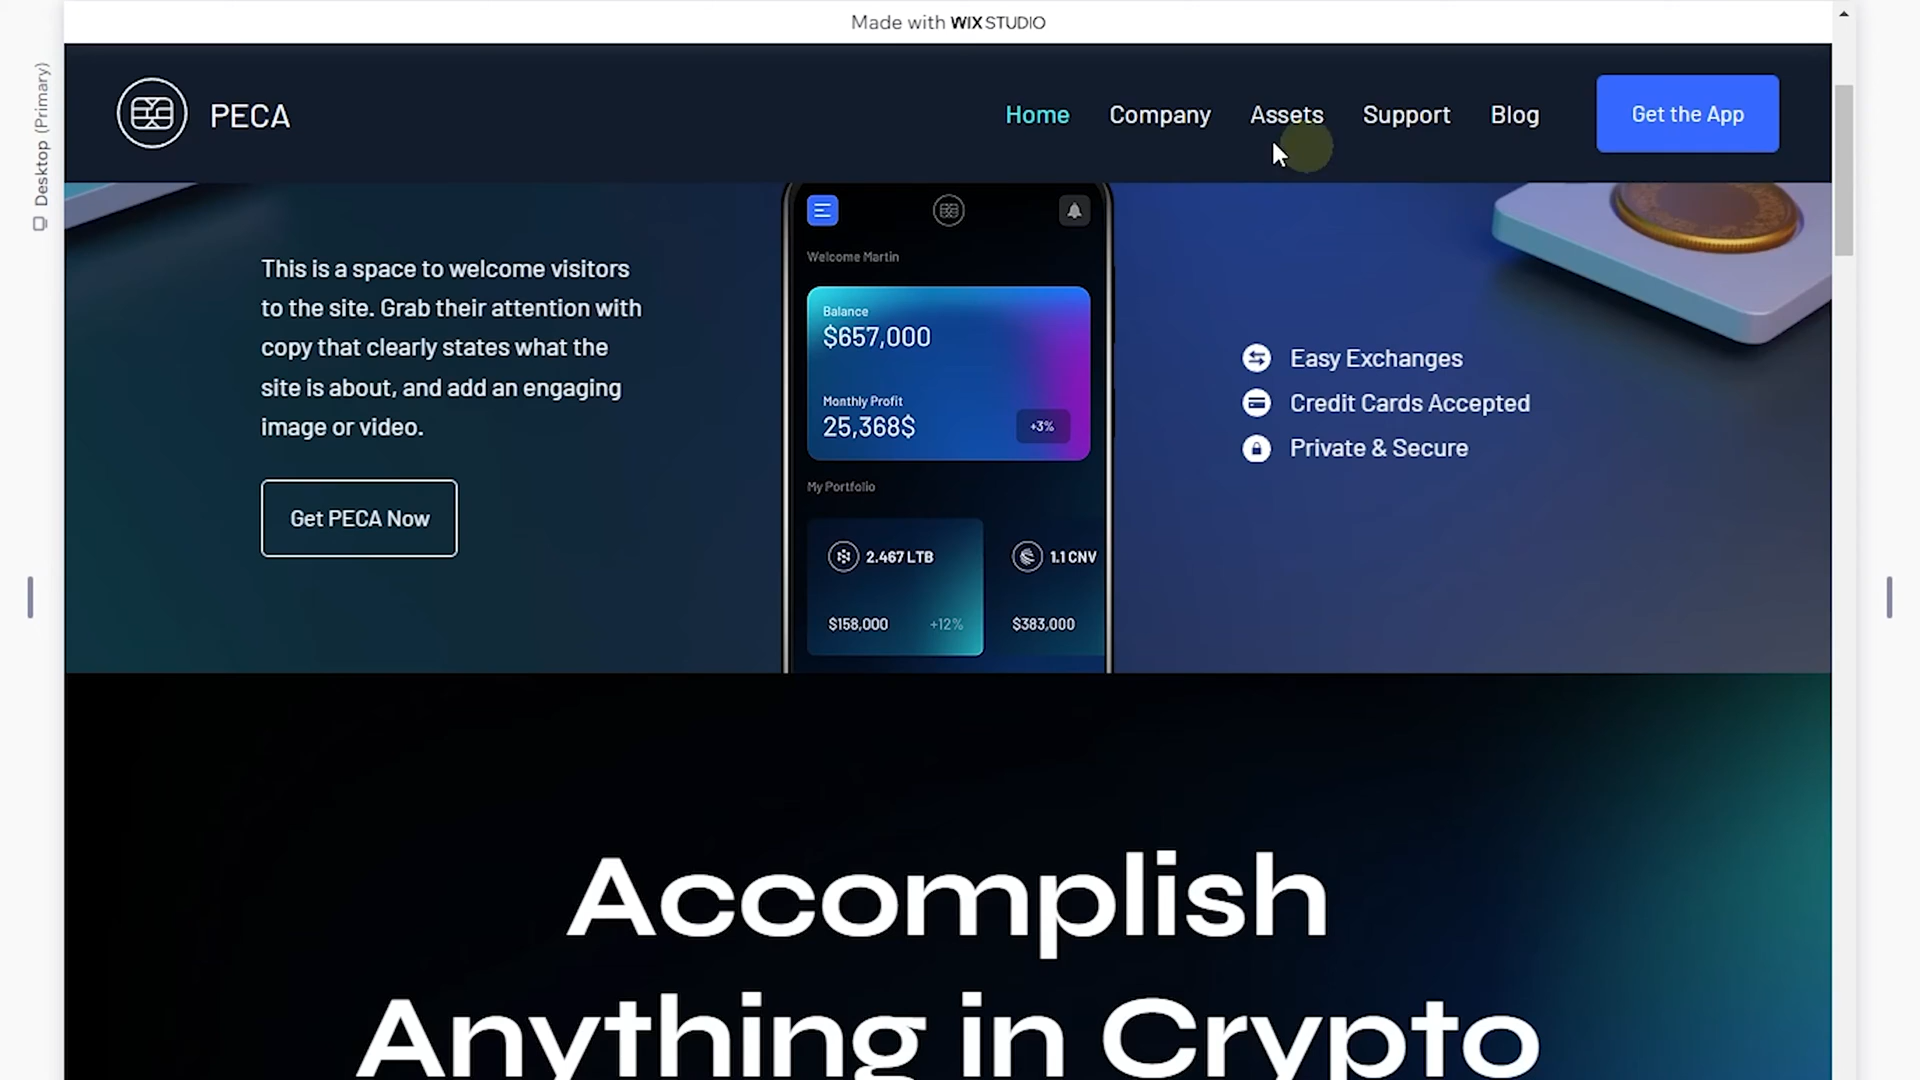 Made with WIX STUDIO
Desktop (Primary)
PECA
Home Company Assets Support Blog Get the App
This is a space to welcome visitors
to the site. Grab their attention with
copy that clearly states what the
site is about, and add an engaging
image or video.
Get PECA Now
Welcome Martin
Balance
$657,000
Monthly Profit
25,368$ +3%
My Portfolio
2.467 LTB 1.1 CNV
$158,000 +12% $383,000
Easy Exchanges
Credit Cards Accepted
Private & Secure
Accomplish
Anything in Crypto